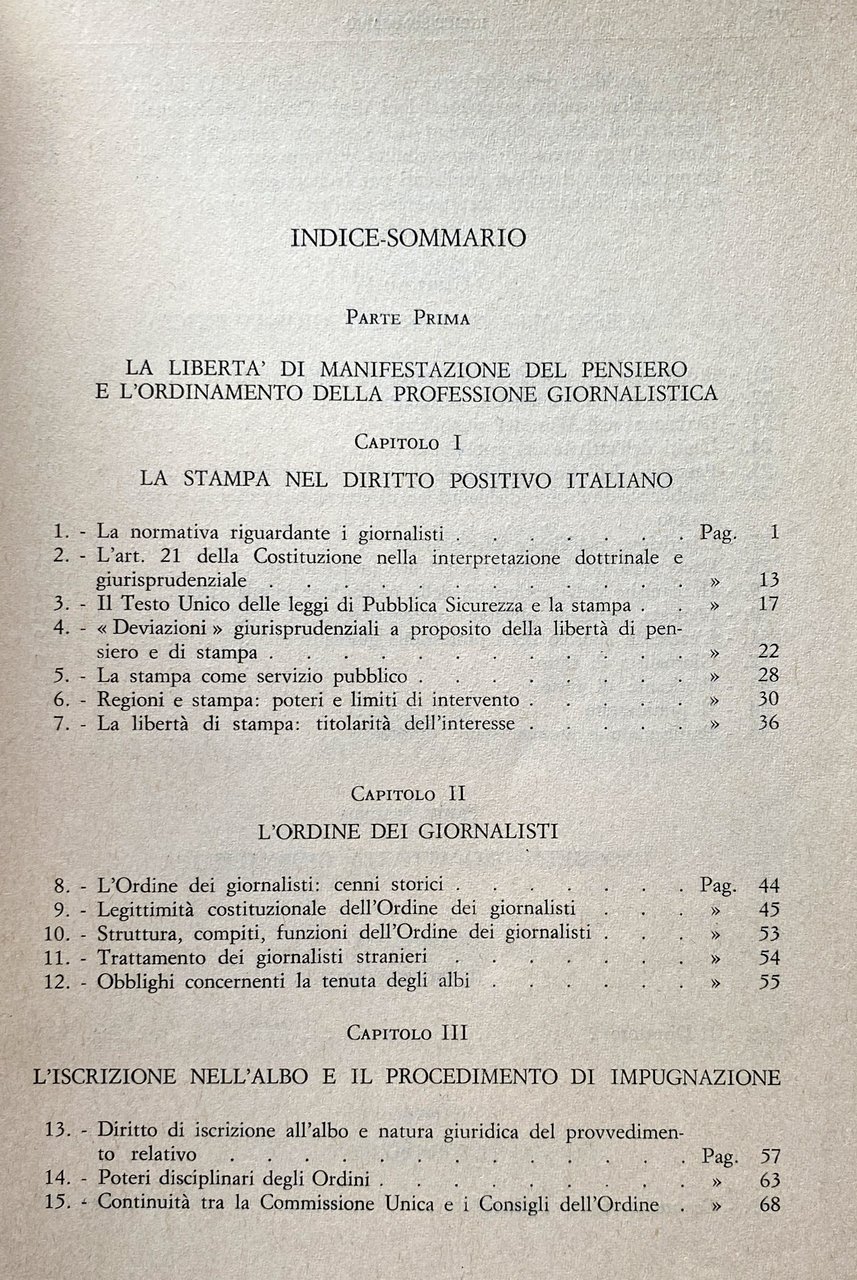 INDICE-SOMMARIO
PARTE PRIMA
LA LIBERTA' DI MANIFESTAZIONE DEL PENSIERO
E L'ORDINAMENTO DELLA PROFESSIONE GIORNALISTICA
CAPITOLO I
LA STAMPA NEL DIRITTO POSITIVO ITALIANO
1. - La normativa riguardante i giornalisti . . . . . . . Pag. 1
2. - L'art. 21 della Costituzione nella interpretazione dottrinale e
giurisprudenziale . . . . . . . . . . . . » 13
3. - Il Testo Unico delle leggi di Pubblica Sicurezza e la stampa . . » 17
4. - « Deviazioni » giurisprudenziali a proposito della libertà di pen-
siero e di stampa . . . . . . . . . . . . » 22
5. - La stampa come servizio pubblico . . . . . . . . » 28
6. - Regioni e stampa: poteri e limiti di intervento . . . . . » 30
7. - La libertà di stampa: titolarità dell'interesse . . . . . » 36
CAPITOLO II
L'ORDINE DEI GIORNALISTI
8. - L'Ordine dei giornalisti: cenni storici . . . . . . . Pag. 44
9. - Legittimità costituzionale dell'Ordine dei giornalisti . . . » 45
10. - Struttura, compiti, funzioni dell'Ordine dei giornalisti . . . » 53
11. - Trattamento dei giornalisti stranieri . . . . . . . » 54
12. - Obblighi concernenti la tenuta degli albi . . . . . . » 55
CAPITOLO III
L'ISCRIZIONE NELL'ALBO E IL PROCEDIMENTO DI IMPUGNAZIONE
13. - Diritto di iscrizione all'albo e natura giuridica del provvedimen-
to relativo . . . . . . . . . . . . . Pag. 57
14. - Poteri disciplinari degli Ordini . . . . . . . . . » 63
15. - Continuità tra la Commissione Unica e i Consigli dell'Ordine . » 68